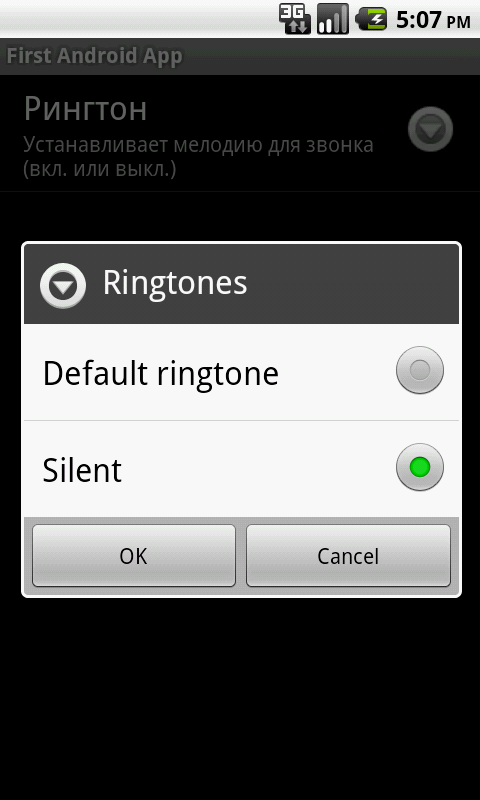 3G 5:07 PM
First Android App
Рингтон
Устанавливает мелодию для звонка
(вкл. или выкл.)
Ringtones
Default ringtone
Silent
OK Cancel